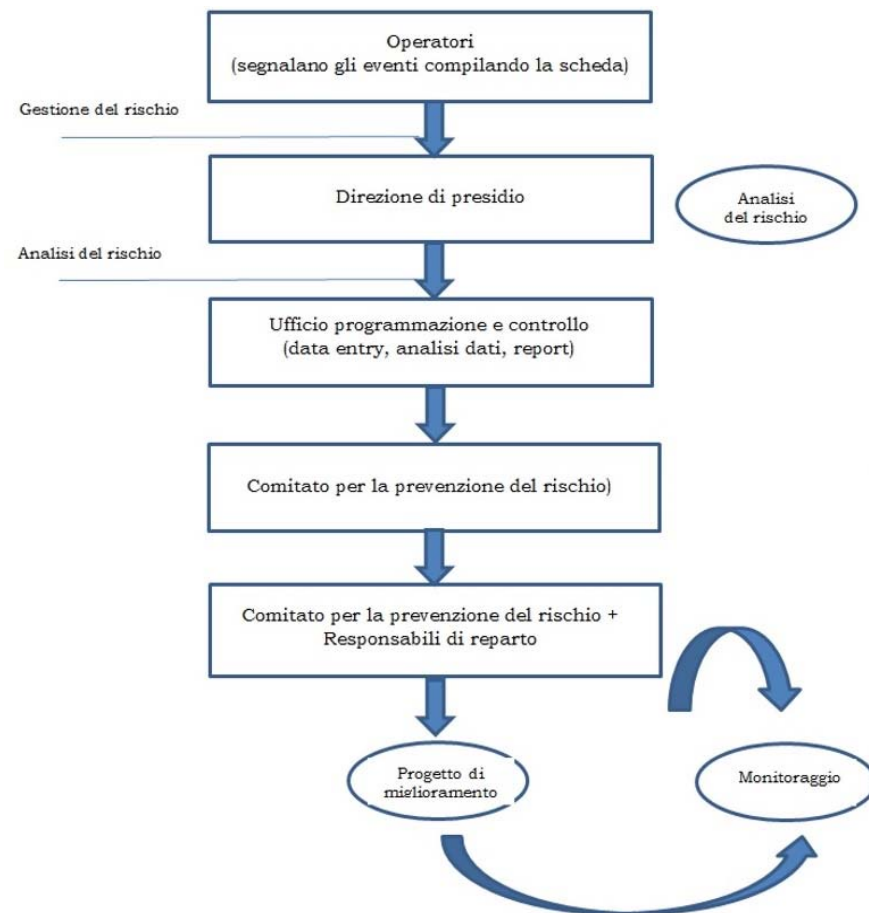 Operatori
(segnalano gli eventi compilando la scheda)
Gestione del rischio
Direzione di presidio
Analisi
del rischio
Analisi del rischio
Ufficio programmazione e controllo
(data entry, analisi dati, report)
Comitato per la prevenzione del rischio)
Comitato per la prevenzione del rischio +
Responsabili di reparto
Progetto di
miglioramento
Monitoraggio